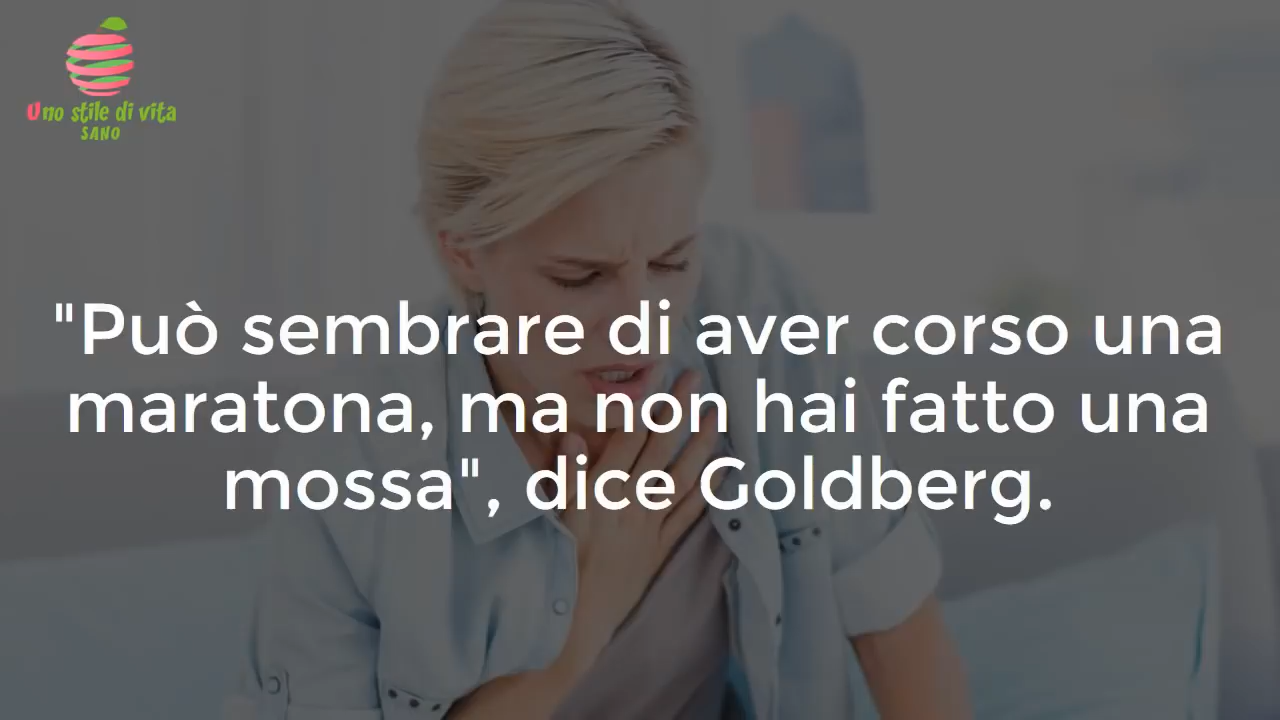 Uno stile di vita
SANO
"Può sembrare di aver corso una
maratona, ma non hai fatto una
mossa", dice Goldberg.